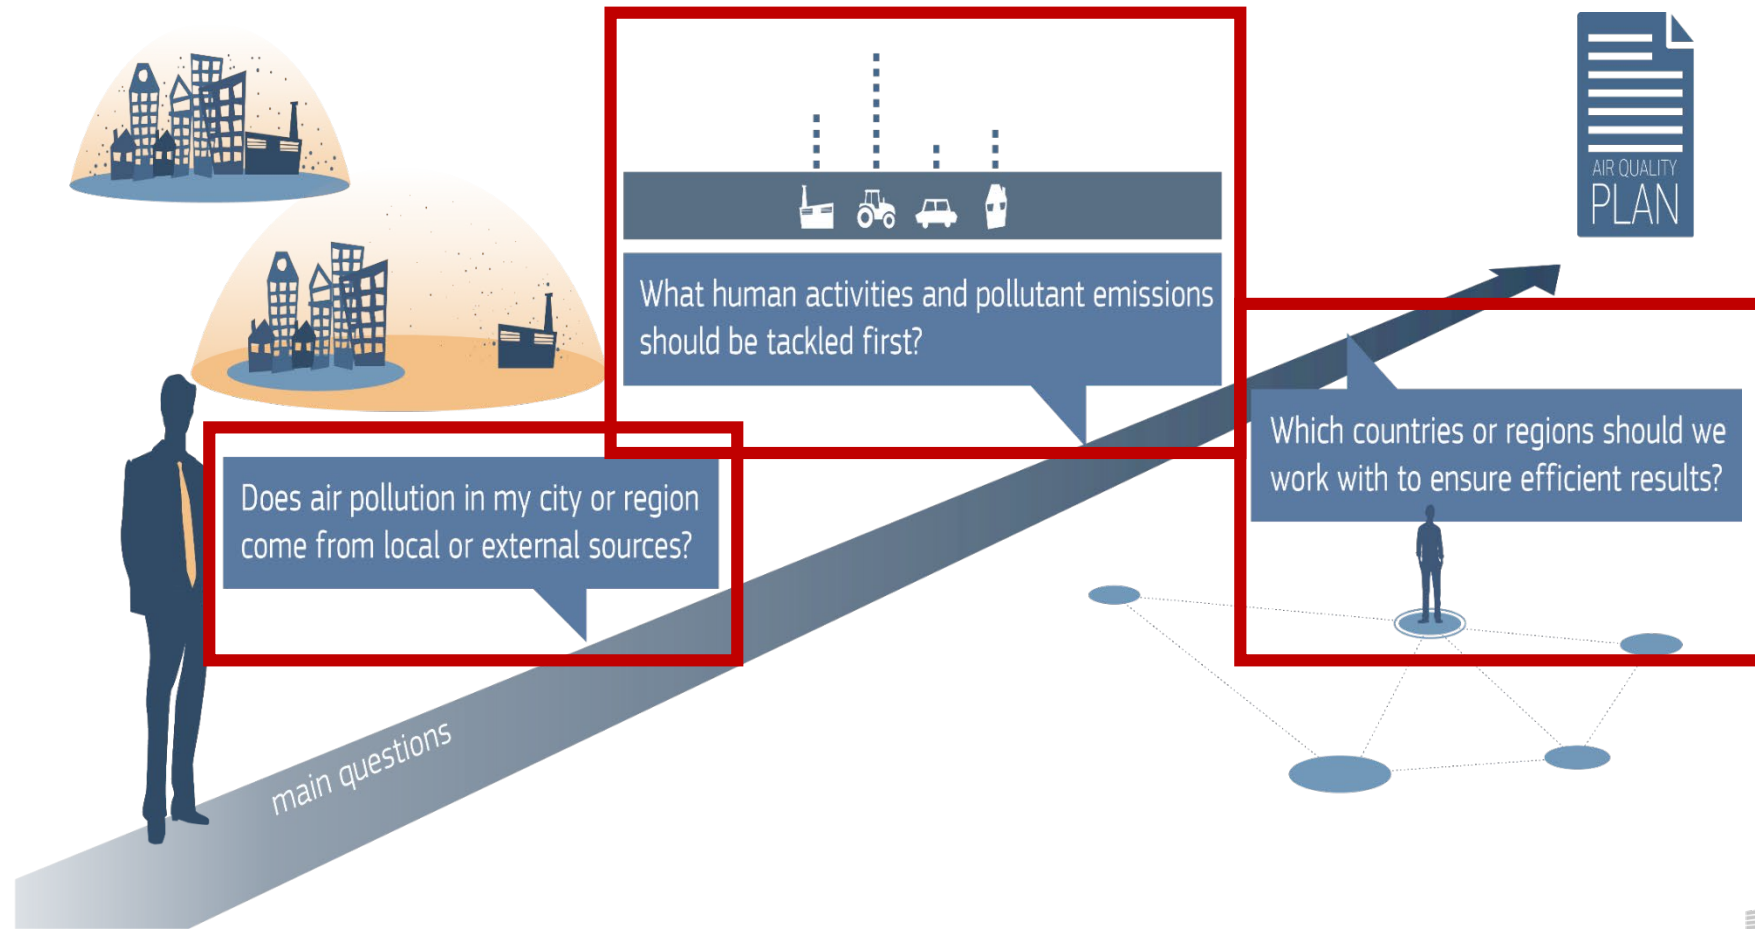 AIR QUALITY
PLAN
What human activities and pollutant emissions
should be tackled first?
Which countries or regions should we
work with to ensure efficient results?
Does air pollution in my city or region
come from local or external sources?
main questions